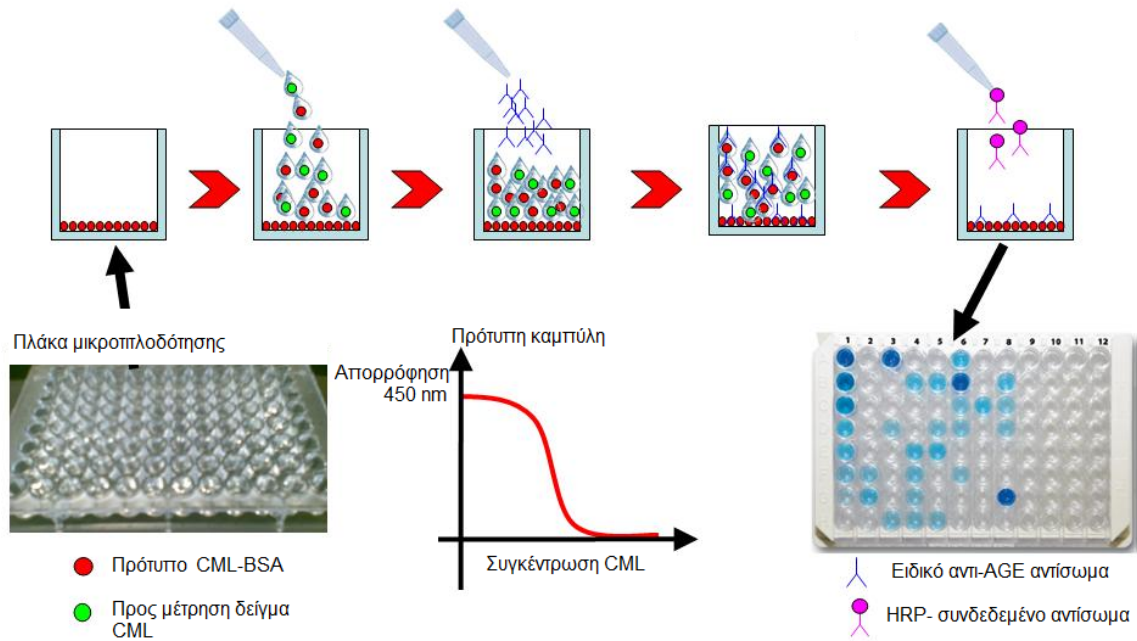 Πλάκα μικροπλοδότησης
Πρότυπη καμπύλη
Απορρόφηση
450 nm
Συγκέντρωση CML
1 2 3 4 5 6 7 8 9 10 11 12
Πρότυπο CML-BSA
Προς μέτρηση δείγμα
CML
Ειδικό αντι-AGE αντίσωμα
HRP- συνδεδεμένο αντίσωμα